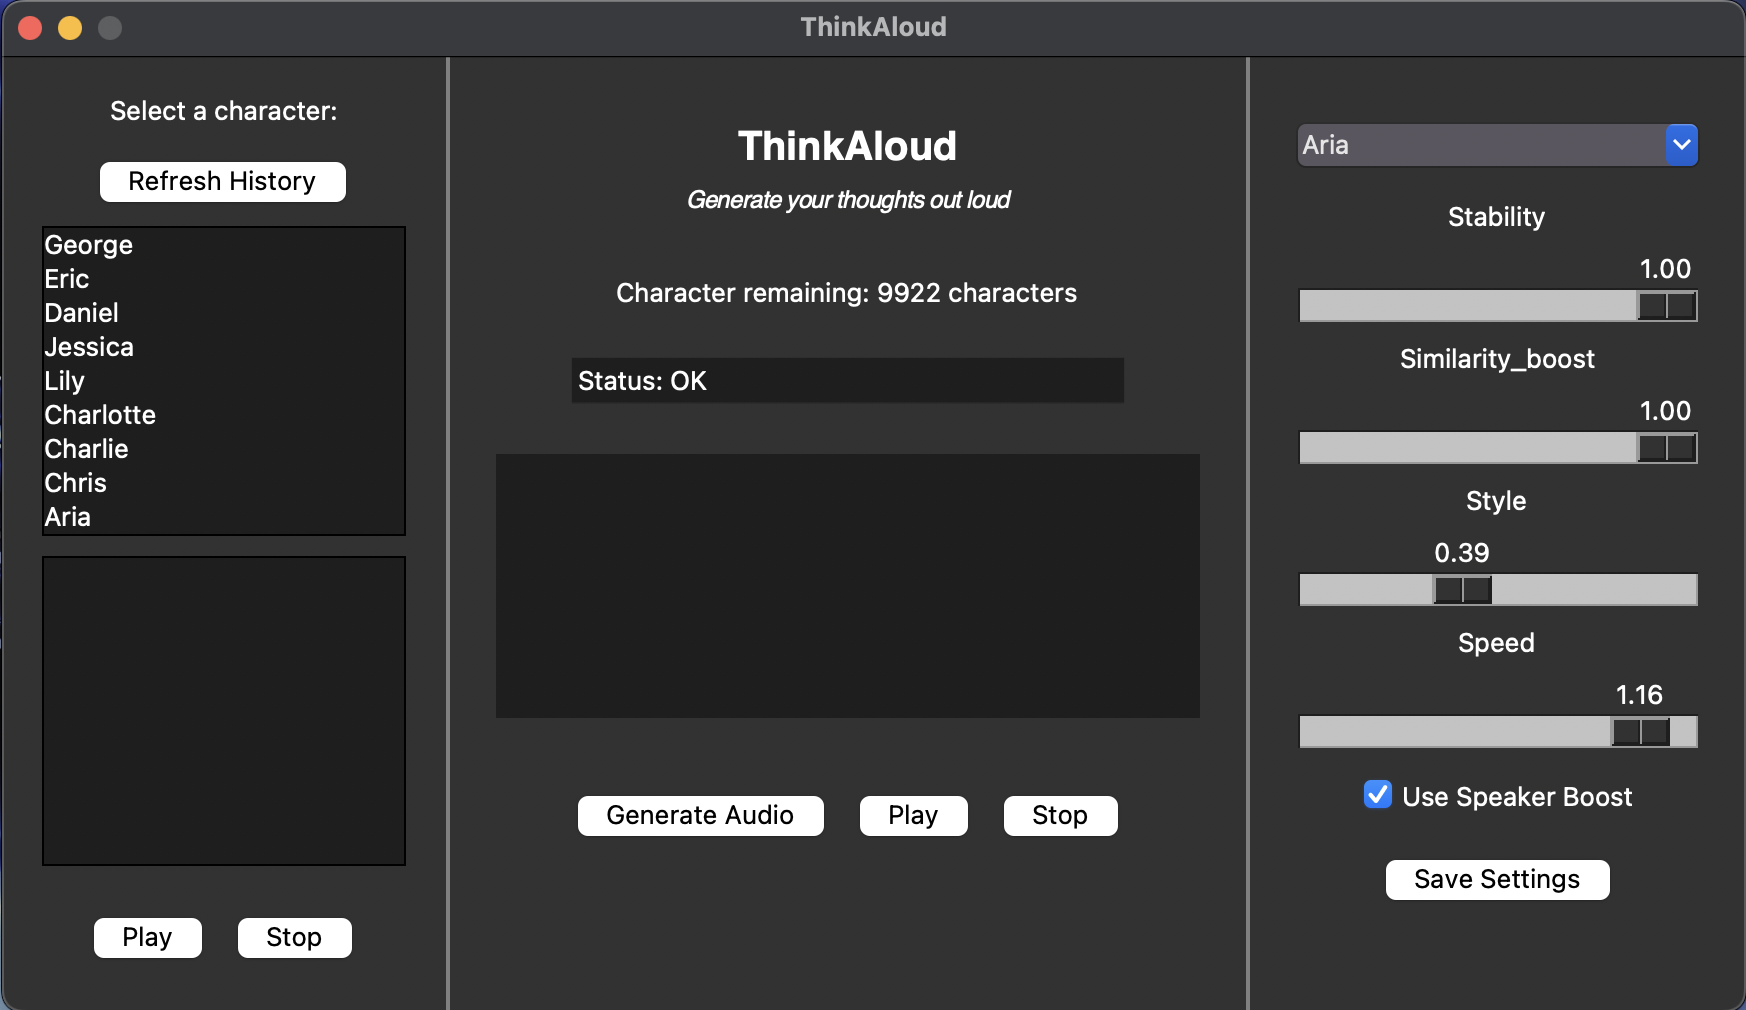 ThinkAloud
Select a character:
Refresh History
George
Eric
Daniel
Jessica
Lily
Charlotte
Charlie
Chris
Aria
Play
Stop
ThinkAloud
Generate your thoughts out loud
Character remaining: 9922 characters
Status: OK
Generate Audio
Play
Stop
Aria
Stability
1.00
Similarity_boost
1.00
Style
0.39
Speed
1.16
Use Speaker Boost
Save Settings